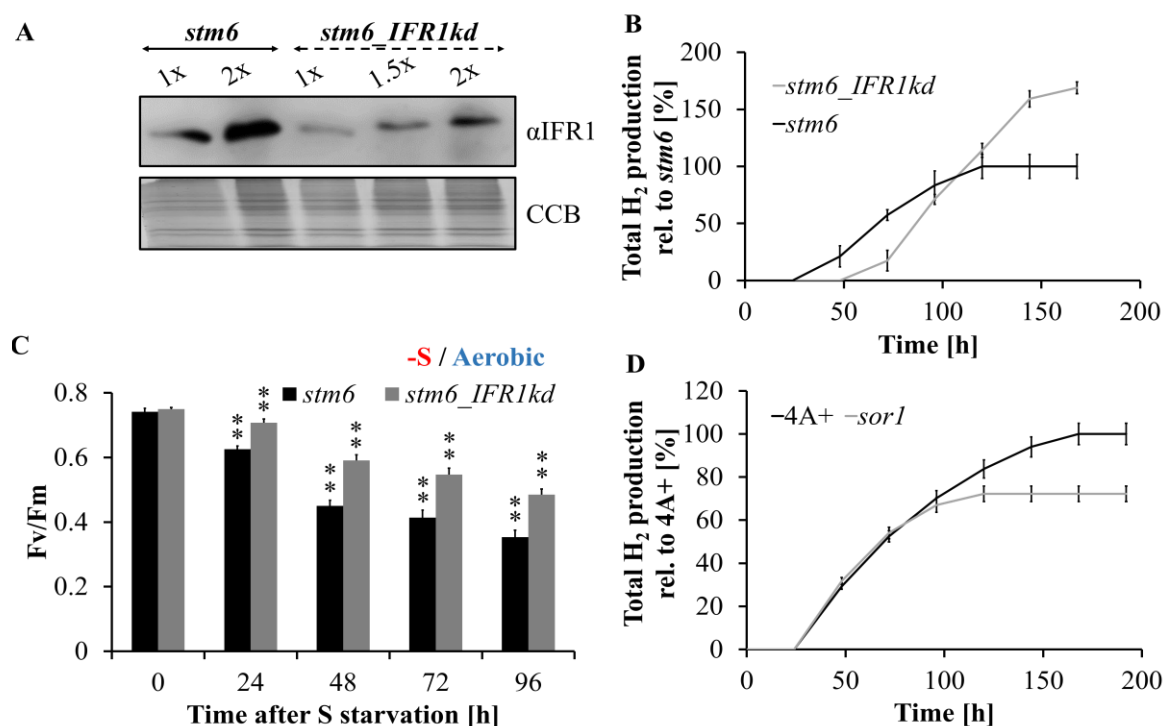 A
stm6 stm6_IFR1kd
1x 2x 1x 1.5x 2x
αIFR1
CCB
B
Total H2 production
rel. to stm6 [%]
200
150
100
50
0
stm6_IFR1kd
stm6
0 50 100 150 200
Time [h]
C
-S / Aerobic
stm6 stm6_IFR1kd
Fv/Fm
0.8
0.6
0.4
0.2
0
** ** ** ** ** ** ** **
0 24 48 72 96
Time after S starvation [h]
D
4A+ sor1
Total H2 production
rel. to 4A+ [%]
120
100
80
60
40
20
0
0 50 100 150 200
Time [h]